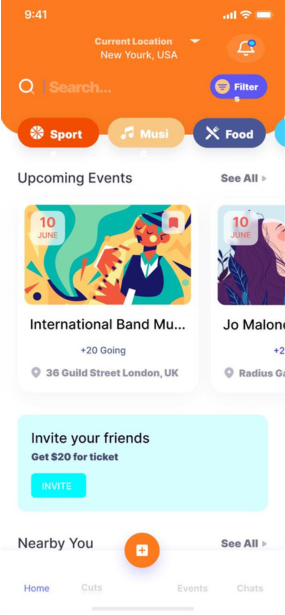 9:41
Current Location
New Yourk, USA
Search...
Filter
Sport
Musi
Food
Upcoming Events
See All
10
JUNE
10
JUNE
International Band Mu...
Jo Malone
+20 Going
+2
36 Guild Street London, UK
Radius Ga
Invite your friends
Get $20 for ticket
INVITE
Nearby You
See All
Home
Cuts
Events
Chats